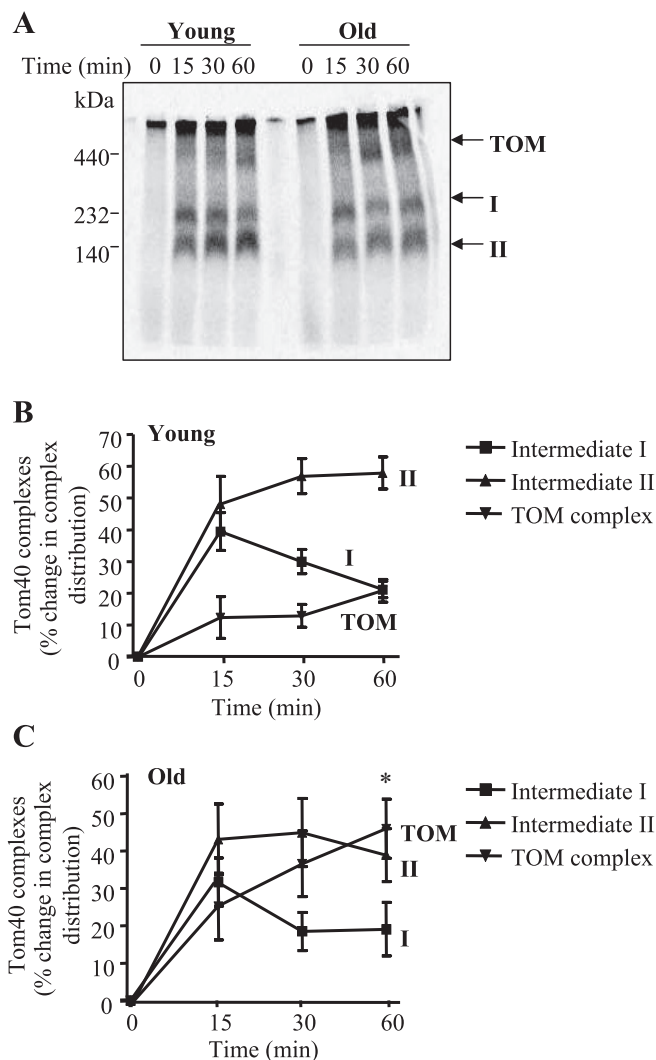 A
Young Old
Time (min) 0 15 30 60 0 15 30 60
kDa
440
TOM
232
I
140
II
B
Young
Tom40 complexes
(% change in complex
distribution)
70
60
50
40
30
20
10
0
II
I
TOM
0 15 30 60
Time (min)
Intermediate I
Intermediate II
TOM complex
C
Old
Tom40 complexes
(% change in complex
distribution)
60
50
40
30
20
10
0
*
TOM
II
I
0 15 30 60
Time (min)
Intermediate I
Intermediate II
TOM complex